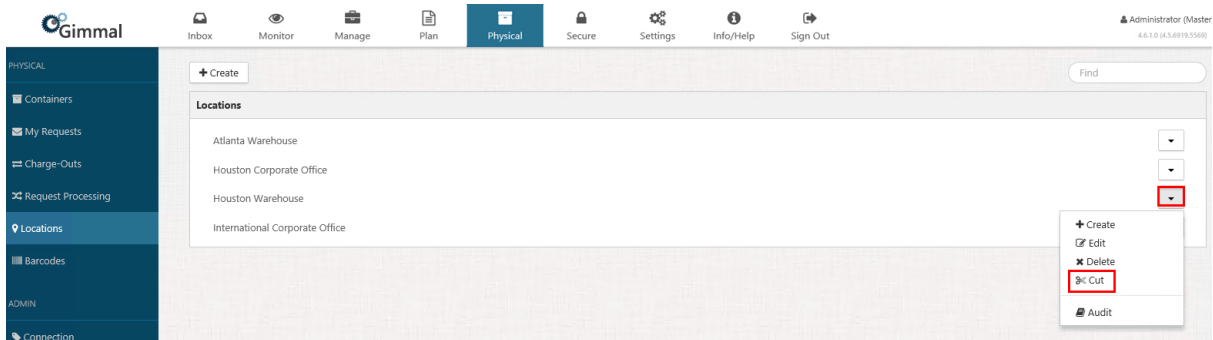 Gimmal
Inbox
Monitor
Manage
Plan
Physical
Secure
Settings
Info/Help
Sign Out
Administrator (Master
4.6.1.0 (4.5.6919.5569)
PHYSICAL
Containers
My Requests
Charge-Outs
Request Processing
Locations
Barcodes
ADMIN
Connection
Create
Find
Locations
Atlanta Warehouse
Houston Corporate Office
Houston Warehouse
International Corporate Office
Create
Edit
Delete
Cut
Audit